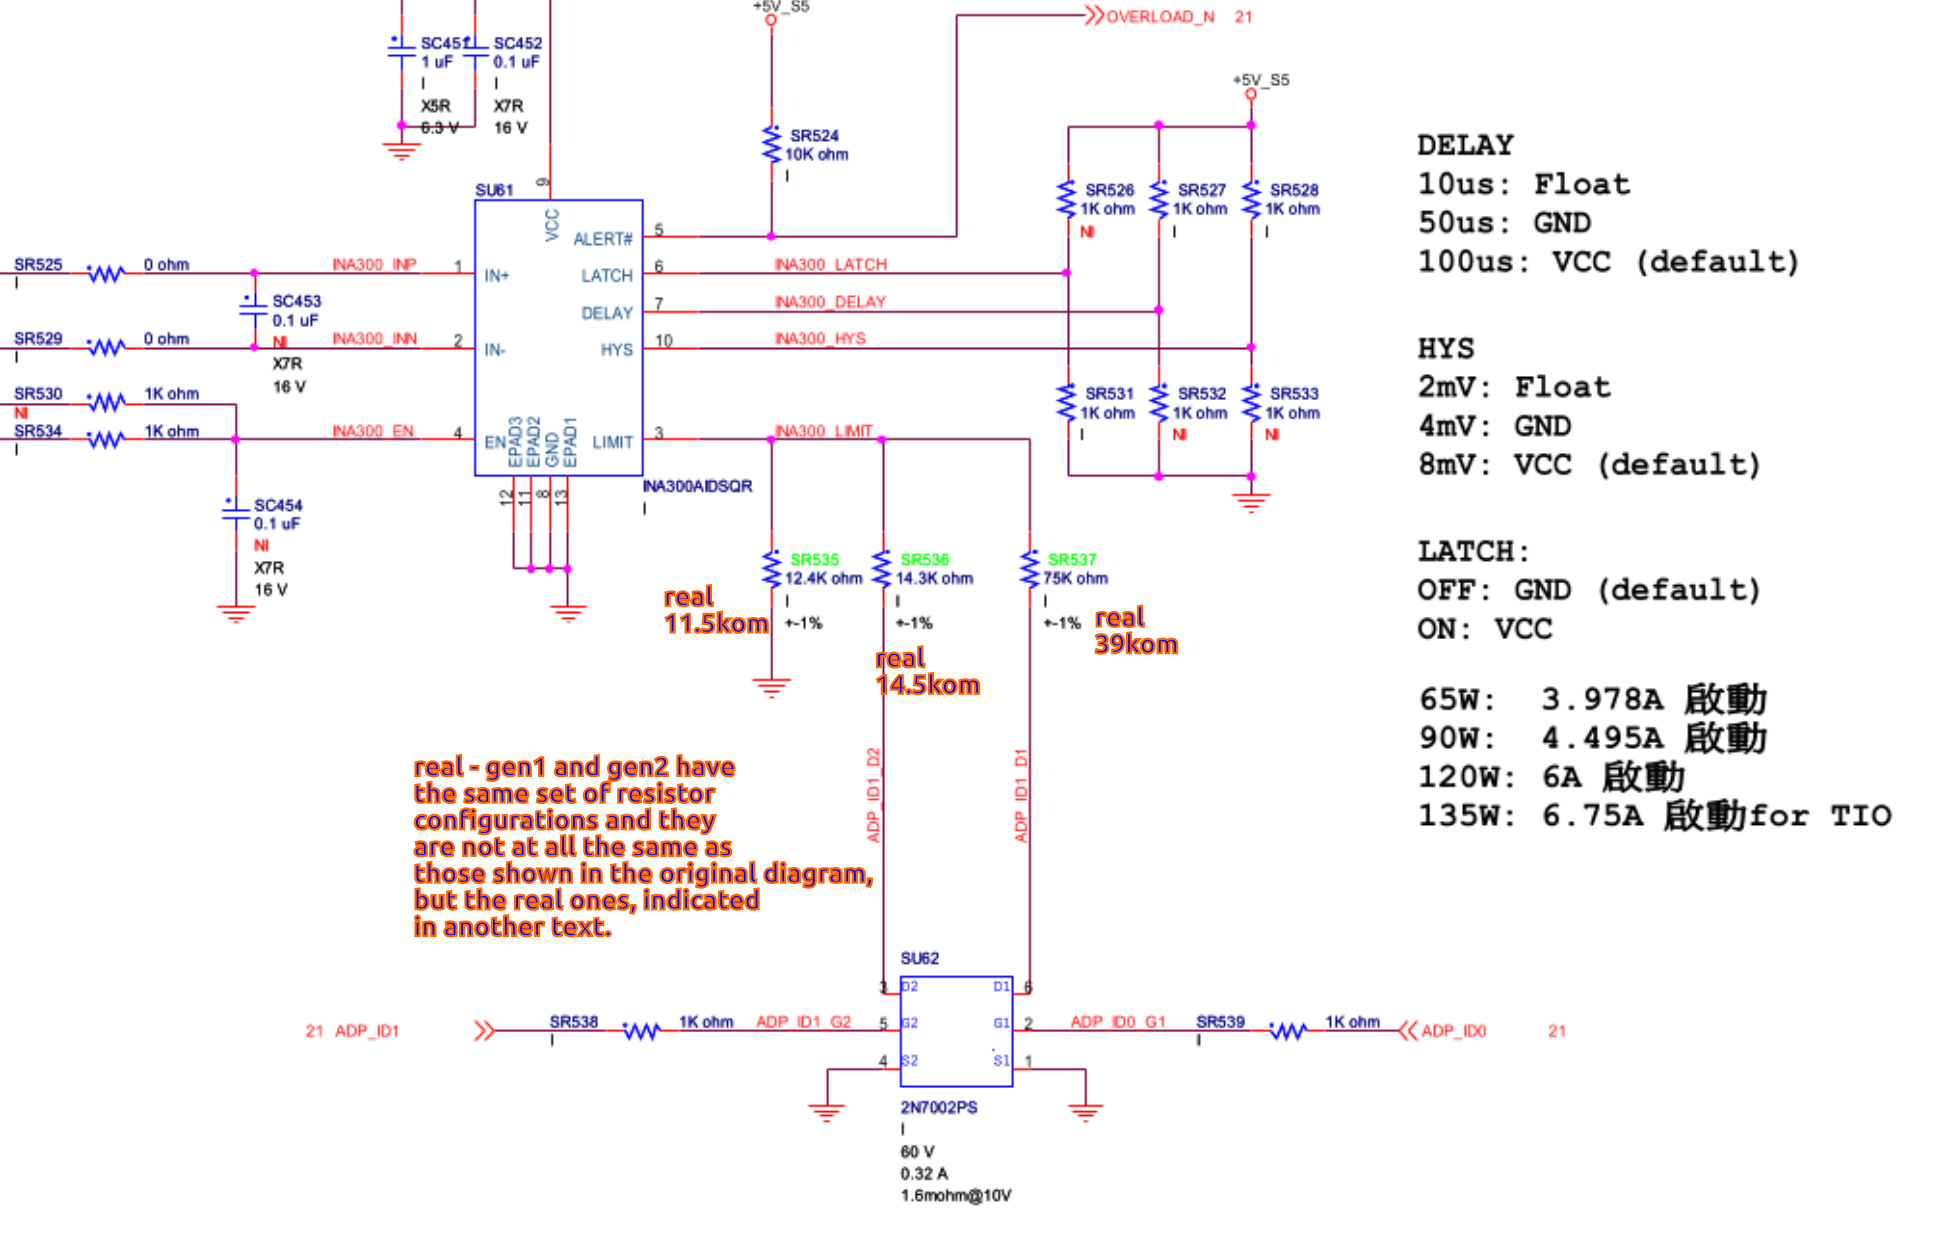 +5V_S5
OVERLOAD_N 21
SC451
1 uF
I
X5R
6.3 V
SC452
0.1 uF
I
X7R
16 V
+5V_S5
SR524
10K ohm
I
SU61
9
VCC
ALERT#
5
SR526
1K ohm
NI
SR527
1K ohm
I
SR528
1K ohm
I
SR525
I
0 ohm
INA300_INP
1
IN+
LATCH
6
INA300_LATCH
SC453
0.1 uF
NI
X7R
16 V
DELAY
7
INA300_DELAY
SR529
I
0 ohm
INA300_INN
2
IN-
HYS
10
INA300_HYS
SR530
NI
1K ohm
SR534
I
1K ohm
INA300_EN
4
EN
EPAD3
EPAD2
GND
EPAD1
LIMIT
3
INA300_LIMIT
SR531
1K ohm
I
SR532
1K ohm
NI
SR533
1K ohm
NI
12
11
8
13
INA300AIDSQR
I
SC454
0.1 uF
NI
X7R
16 V
SR535
12.4K ohm
I
+-1%
SR536
14.3K ohm
I
+-1%
SR537
75K ohm
I
+-1%
real
11.5kom
real
14.5kom
real
39kom
DELAY
10us: Float
50us: GND
100us: VCC (default)
HYS
2mV: Float
4mV: GND
8mV: VCC (default)
LATCH:
OFF: GND (default)
ON: VCC
65W: 3.978A 啟動
90W: 4.495A 啟動
120W: 6A 啟動
135W: 6.75A 啟動for TIO
real - gen1 and gen2 have
the same set of resistor
configurations and they
are not at all the same as
those shown in the original diagram,
but the real ones, indicated
in another text.
ADP_ID1_D2
ADP_ID1_D1
SU62
3
D2
D1
6
21 ADP_ID1
SR538
I
1K ohm
ADP_ID1_G2
5
G2
G1
2
ADP_ID0_G1
SR539
I
1K ohm
ADP_ID0 21
4
S2
S1
1
2N7002PS
I
60 V
0.32 A
1.6mohm@10V